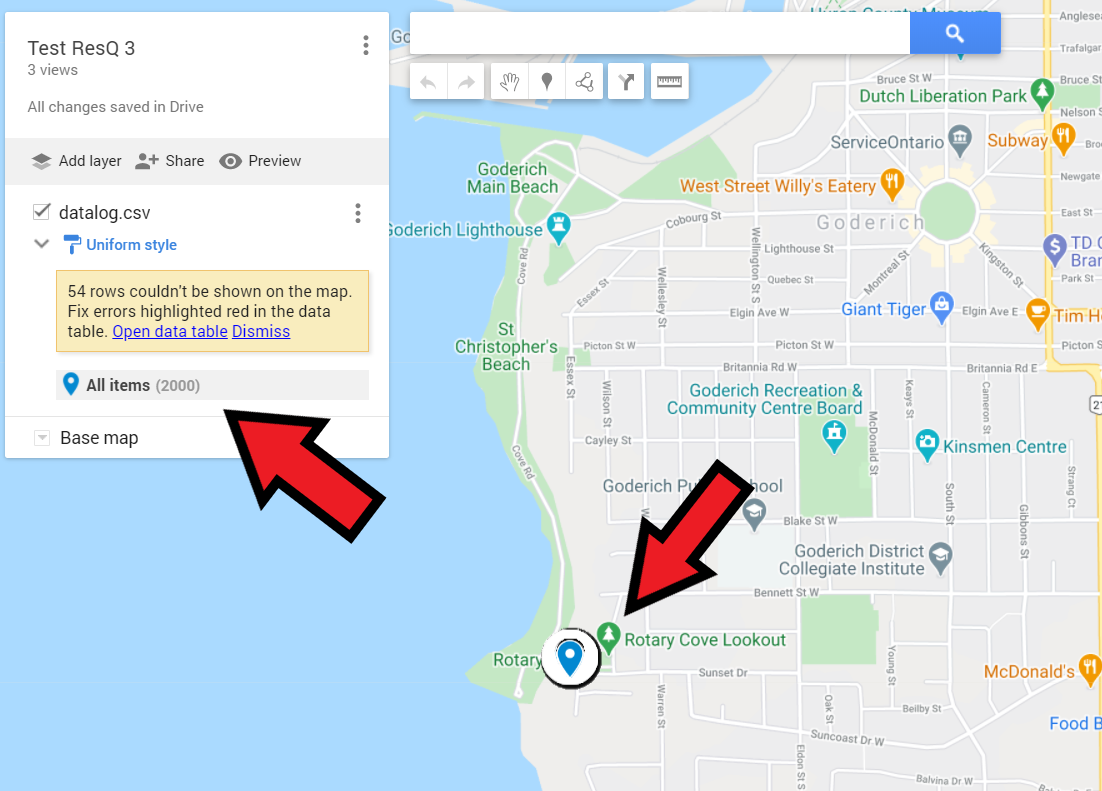 Test ResQ 3
3 views
All changes saved in Drive
Add layer Share Preview
datalog.csv
Uniform style
54 rows couldn't be shown on the map.
Fix errors highlighted red in the data
table. Open data table Dismiss
All items (2000)
Base map
Huron County Museum
Anglesea
Go
Trafalgar
Bruce St W
Bruce St
Dutch Liberation Park
Nelson S
ServiceOntario
Subway
Bro
West Street Willy's Eatery
Newgate
Goderich
Main Beach
Cobourg St
Goderich
East St
Goderich Lighthouse
Lighthouse St
Wellington St S
Kingston St
TD C
Bran
Cove Rd
Wellesley St
Montreal St
Quebec St
Park St
Essex St
Elgin Ave W
Giant Tiger
Elgin Ave E
Tim Ho
St
Christopher's
Beach
Picton St W
Picton St W
Picton S
Essex St
Britannia Rd W
Britannia Rd E
Wilson St
Goderich Recreation &
Community Centre Board
Keays St
Cameron St
21
McDonald St
Cayley St
Kinsmen Centre
Cove Rd
Strang Ct
Goderich Pu School
W
South St
Gibbons St
Blake St W
Goderich District
Collegiate Institute
Bennett St W
Rotary Cove Lookout
Rotary
Sunset Dr
Young St
McDonald's
Warren St
Oak St
Beilby St
Food B
Suncoast Dr W
Eldon St
Balvina Dr W